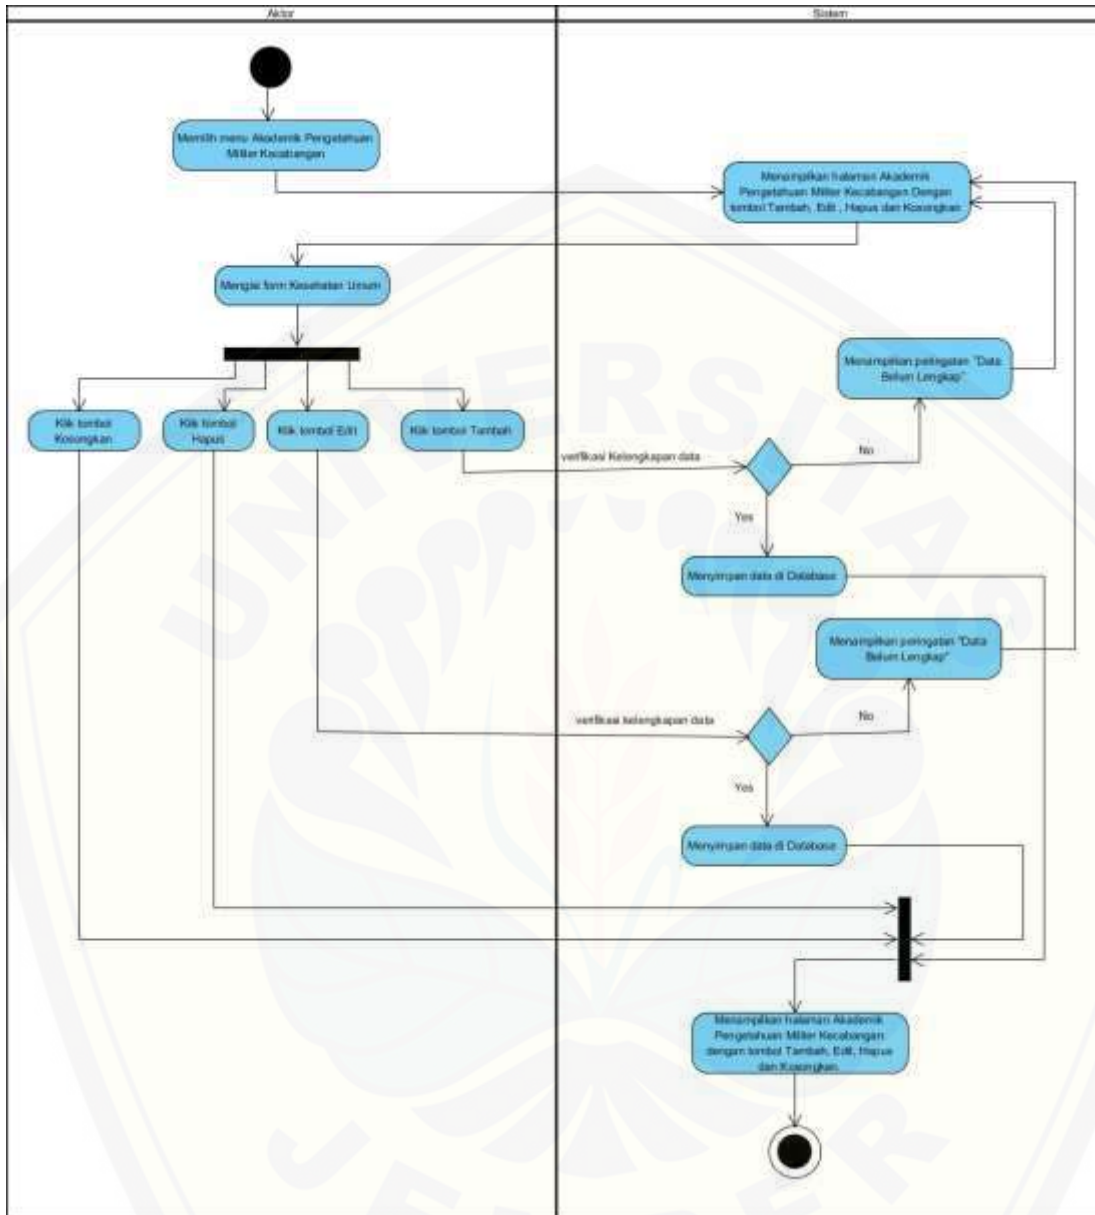 Aktor
Sistem
Memilih menu Akademik Pengetahuan
Militer Kecabangan
Menampilkan halaman Akademik
Pengetahuan Militer Kecabangan Dengan
tombol Tambah, Edit , Hapus dan Kosongkan
Mengisi form Kesehatan Umum
Menampilkan peringatan "Data
Belum Lengkap"
Klik tombol
Kosongkan
Klik tombol
Hapus
Klik tombol Edit
Klik tombol Tambah
verifikasi Kelengkapan data
No
Yes
Menyimpan data di Database
Menampilkan peringatan "Data
Belum Lengkap"
verifikasi kelengkapan data
No
Yes
Menyimpan data di Database
Menampilkan halaman Akademik
Pengetahuan Militer Kecabangan
dengan tombol Tambah, Edit, Hapus
dan Kosongkan.
UNIVERSITAS
JEMBER